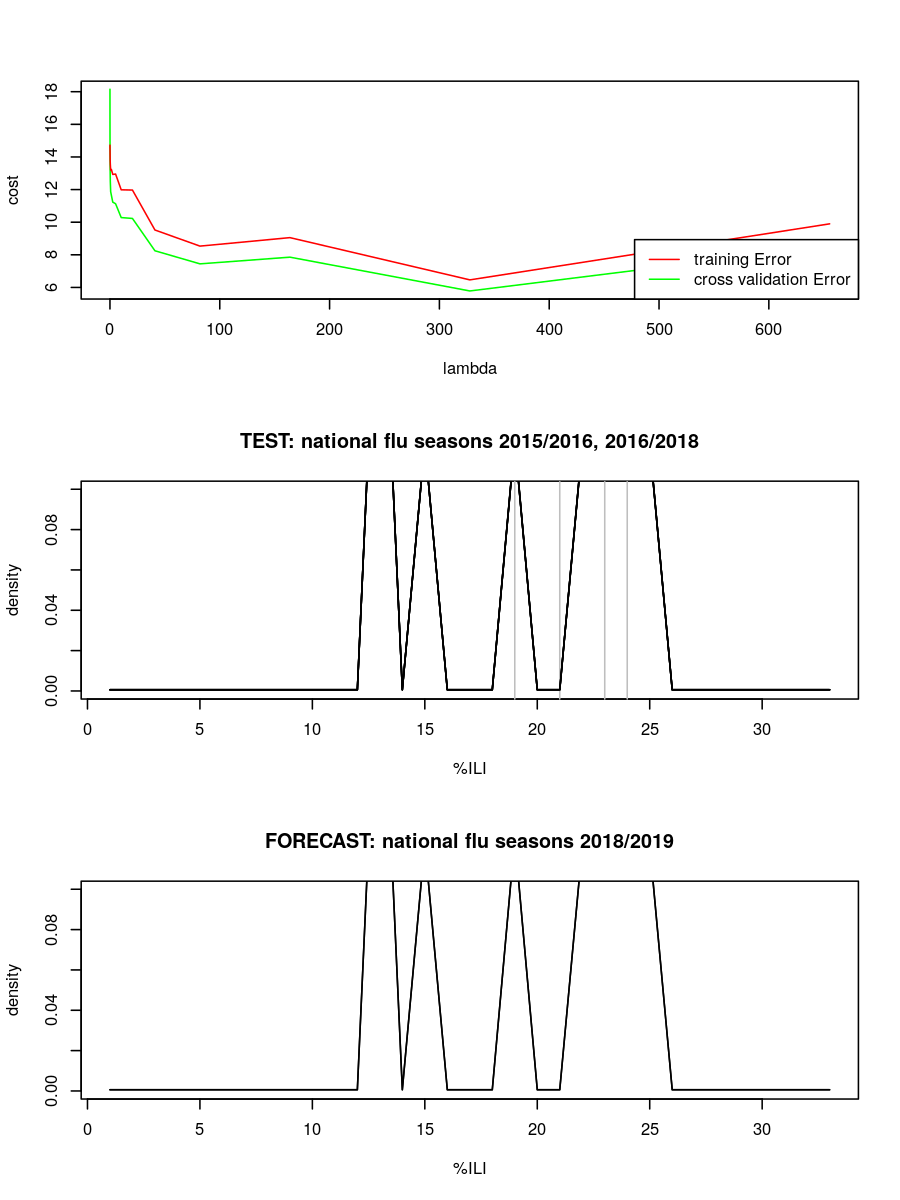 18
16
14
12
10
8
6
cost
training Error
cross validation Error
0 100 200 300 400 500 600
lambda
TEST: national flu seasons 2015/2016, 2016/2018
0.08
0.04
0.00
density
0 5 10 15 20 25 30
%ILI
FORECAST: national flu seasons 2018/2019
0.08
0.04
0.00
density
0 5 10 15 20 25 30
%ILI